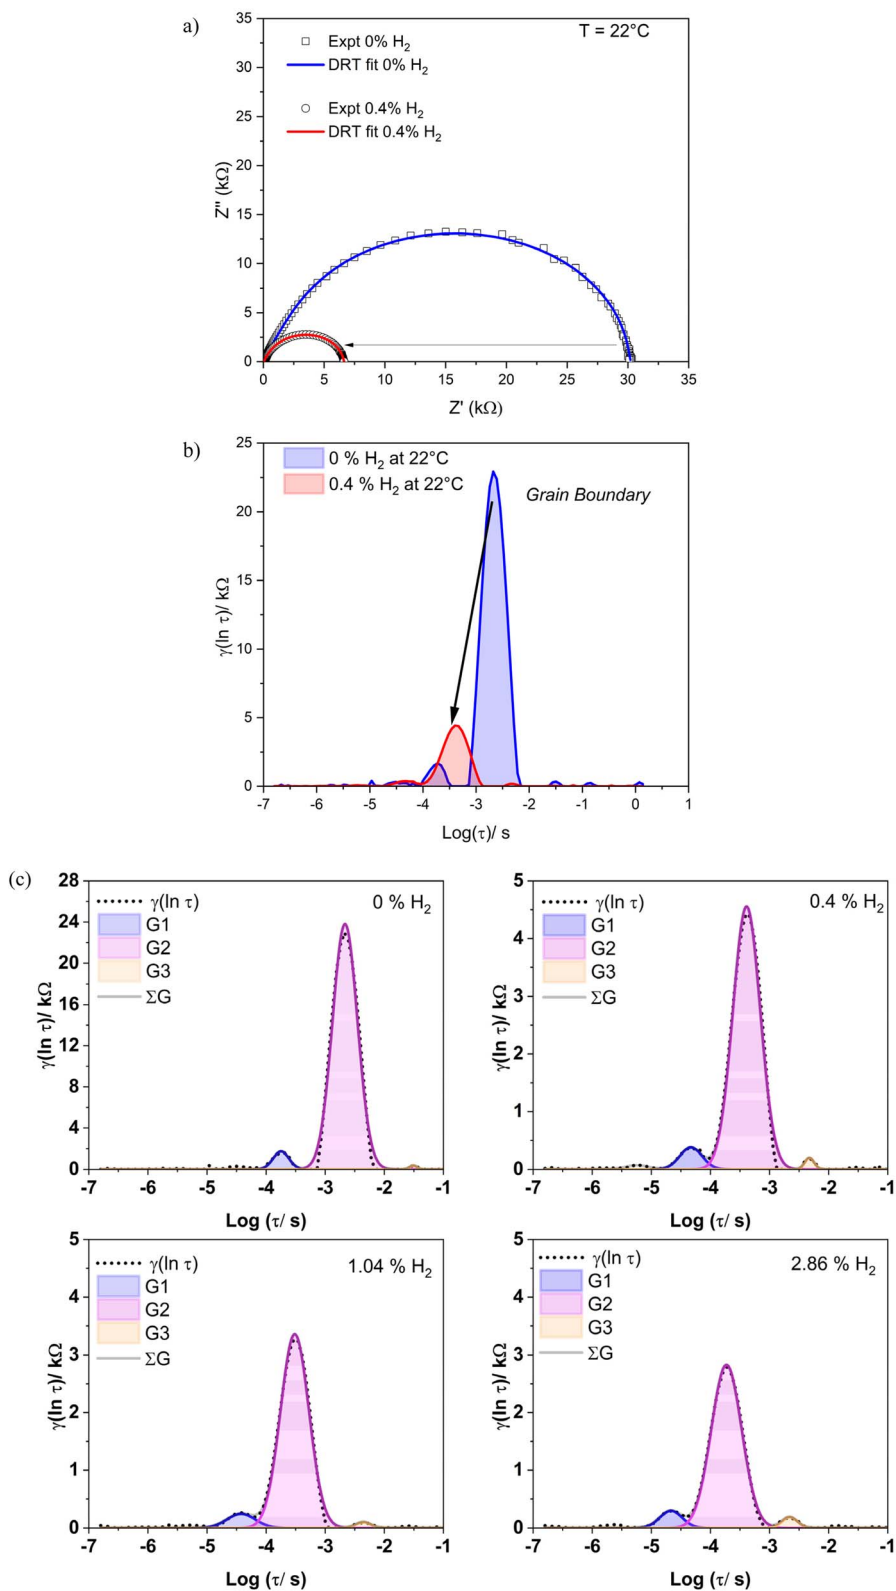 a)
T = 22°C
Expt 0% H₂
DRT fit 0% H₂
Expt 0.4% H₂
DRT fit 0.4% H₂
Z'' (kΩ)
35
30
25
20
15
10
5
0
0 5 10 15 20 25 30 35
Z' (kΩ)
b)
0 % H₂ at 22°C
0.4 % H₂ at 22°C
Grain Boundary
γ(ln τ)/ kΩ
25
20
15
10
5
0
-7 -6 -5 -4 -3 -2 -1 0 1
Log(τ)/ s
(c)
0 % H₂
γ(ln τ)
G1
G2
G3
ΣG
γ(ln τ)/ kΩ
28
24
20
16
12
8
4
0
-7 -6 -5 -4 -3 -2 -1
Log (τ/ s)
0.4 % H₂
γ(ln τ)
G1
G2
G3
ΣG
γ(ln τ)/ kΩ
5
4
3
2
1
0
-7 -6 -5 -4 -3 -2 -1
Log (τ/ s)
1.04 % H₂
γ(ln τ)
G1
G2
G3
ΣG
γ(ln τ)/ kΩ
5
4
3
2
1
0
-7 -6 -5 -4 -3 -2 -1
Log (τ/ s)
2.86 % H₂
γ(ln τ)
G1
G2
G3
ΣG
γ(ln τ)/ kΩ
5
4
3
2
1
0
-7 -6 -5 -4 -3 -2 -1
Log (τ/ s)